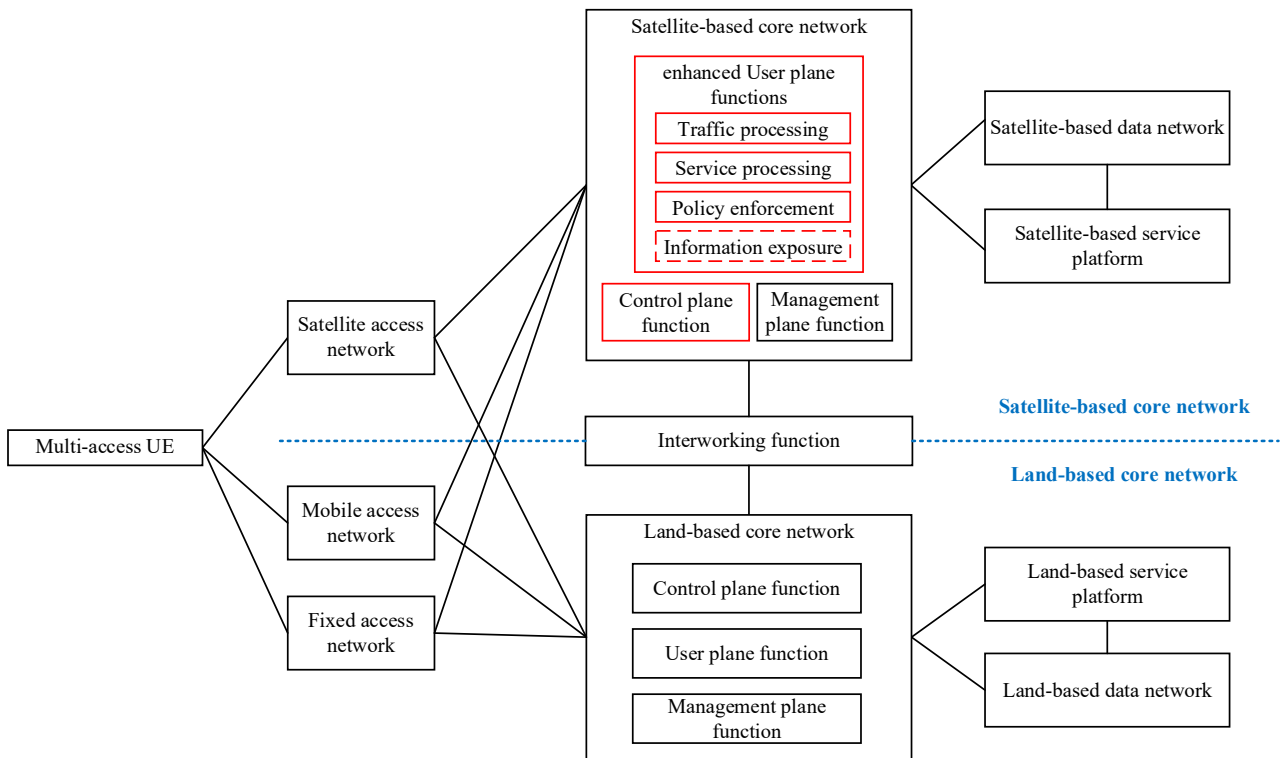 Satellite-based core network
enhanced User plane
functions
Traffic processing
Service processing
Policy enforcement
Information exposure
Control plane
function
Management
plane function
Satellite-based data network
Satellite-based service
platform
Satellite access
network
Multi-access UE
Mobile access
network
Fixed access
network
Interworking function
Satellite-based core network
Land-based core network
Land-based core network
Control plane function
User plane function
Management plane
function
Land-based service
platform
Land-based data network